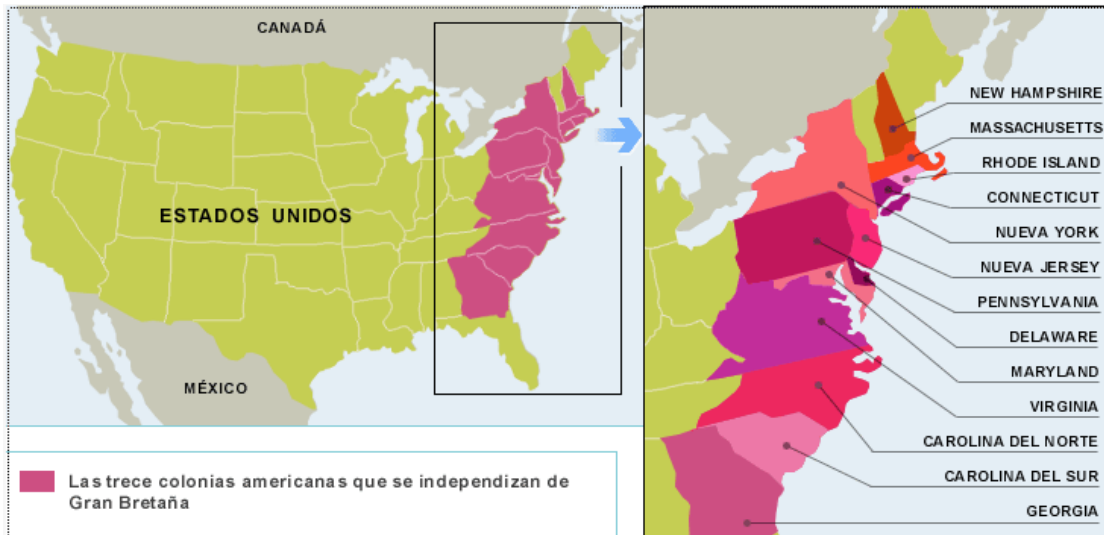 CANADÁ
ESTADOS UNIDOS
MÉXICO
Las trece colonias americanas que se independizan de
Gran Bretaña
NEW HAMPSHIRE
MASSACHUSETTS
RHODE ISLAND
CONNECTICUT
NUEVA YORK
NUEVA JERSEY
PENNSYLVANIA
DELAWARE
MARYLAND
VIRGINIA
CAROLINA DEL NORTE
CAROLINA DEL SUR
GEORGIA